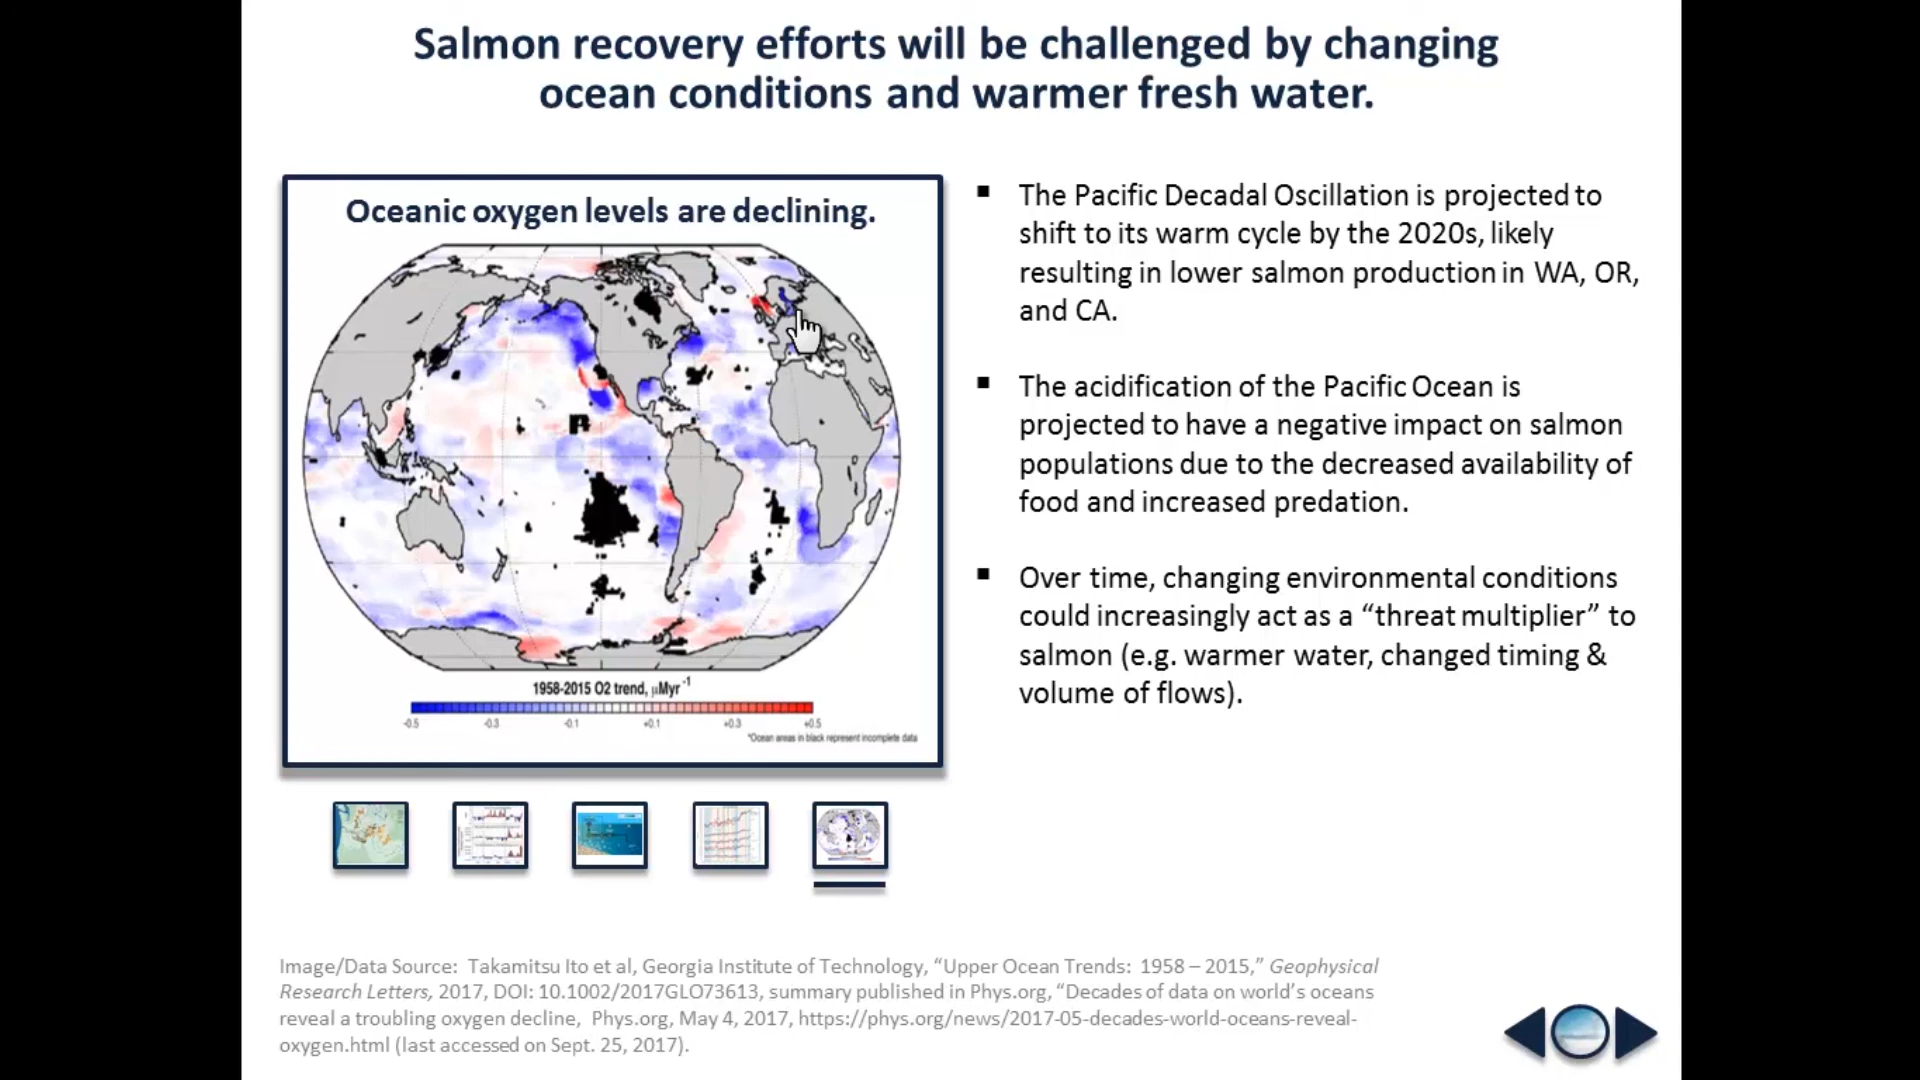 Salmon recovery efforts will be challenged by changing
ocean conditions and warmer fresh water.
Oceanic oxygen levels are declining.
1958-2015 O2 trend, µMyr -1
-0.5 -0.3 -0.1 +0.1 +0.3 +0.5
*Ocean areas in black represent incomplete data
▪ The Pacific Decadal Oscillation is projected to
shift to its warm cycle by the 2020s, likely
resulting in lower salmon production in WA, OR,
and CA.
▪ The acidification of the Pacific Ocean is
projected to have a negative impact on salmon
populations due to the decreased availability of
food and increased predation.
▪ Over time, changing environmental conditions
could increasingly act as a “threat multiplier” to
salmon (e.g. warmer water, changed timing &
volume of flows).
Image/Data Source: Takamitsu Ito et al, Georgia Institute of Technology, “Upper Ocean Trends: 1958 – 2015,” Geophysical
Research Letters, 2017, DOI: 10.1002/2017GLO73613, summary published in Phys.org, “Decades of data on world’s oceans
reveal a troubling oxygen decline, Phys.org, May 4, 2017, https://phys.org/news/2017-05-decades-world-oceans-reveal-
oxygen.html (last accessed on Sept. 25, 2017).